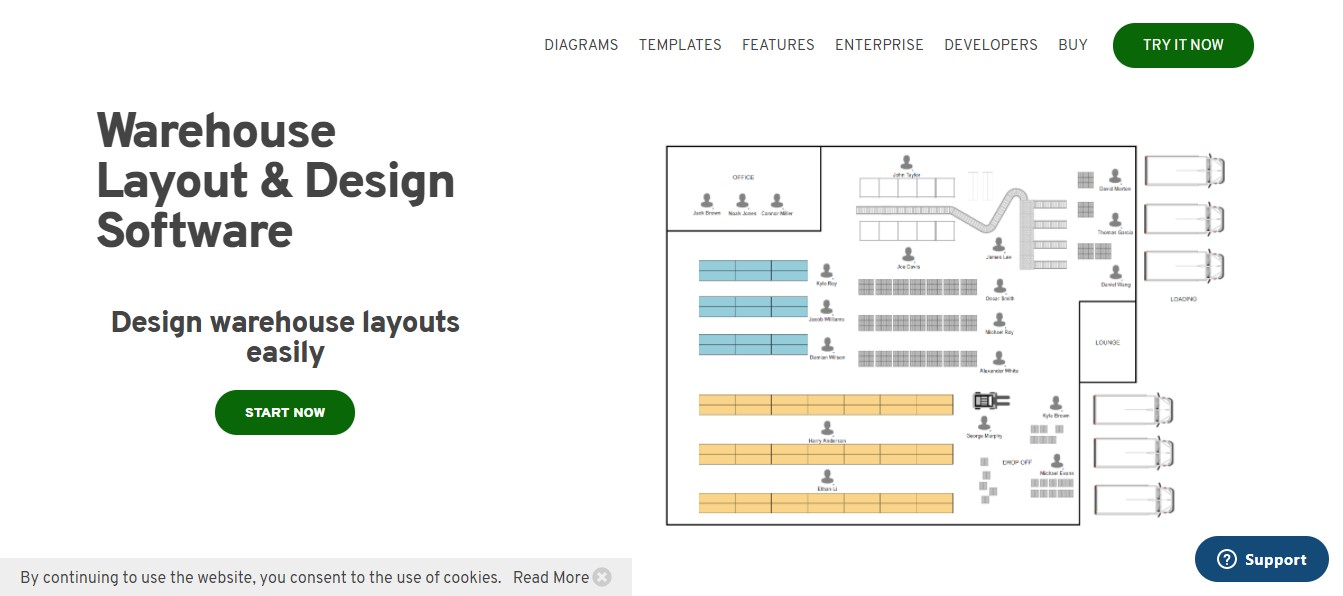 DIAGRAMS TEMPLATES FEATURES ENTERPRISE DEVELOPERS BUY TRY IT NOW
Warehouse
Layout & Design
Software
Design warehouse layouts
easily
START NOW
OFFICE
Jack Brown Noah Jones Connor Miller
John Taylor
David Morton
Thomas Garcia
James Lee
Joe Davis
Daniel Wang
Kyle Roy
Oscar Smith
LOADING
Jacob Williams
Michael Roy
LOUNGE
Damian Wilson
Alexander White
Kyle Brown
George Murphy
Harry Anderson
DROP OFF
Michael Evans
Ethan Li
Support
By continuing to use the website, you consent to the use of cookies. Read More